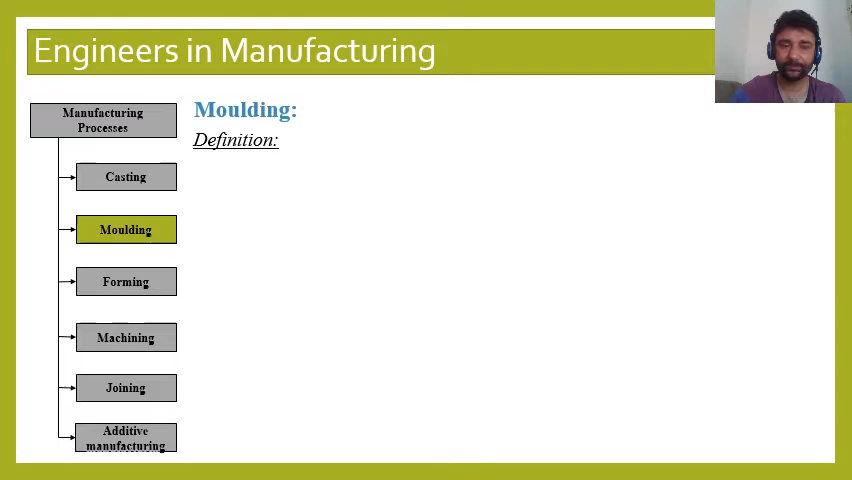 Engineers in Manufacturing
Manufacturing
Processes
Casting
Moulding
Forming
Machining
Joining
Additive
manufacturing
Moulding:
Definition: